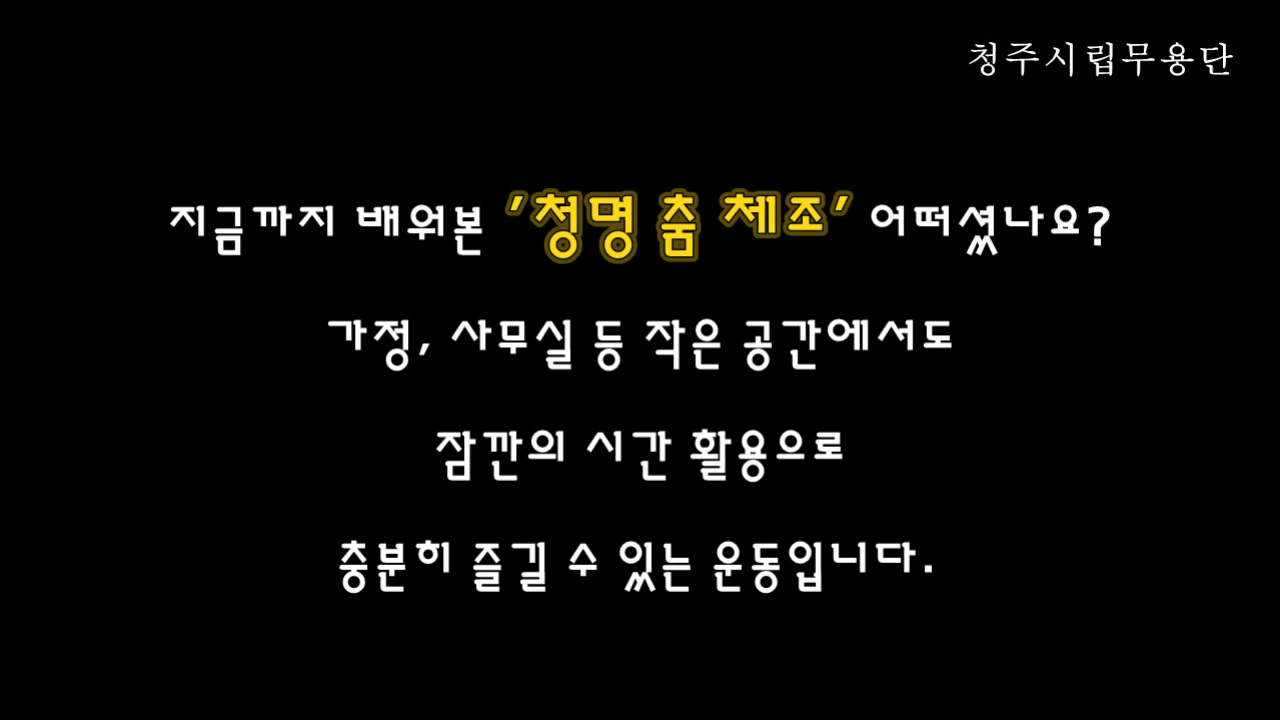 청주시립무용단
지금까지 배워본 '청명 춤 체조' 어떠셨나요?
가정, 사무실 등 작은 공간에서도
잠깐의 시간 활용으로
충분히 즐길 수 있는 운동입니다.